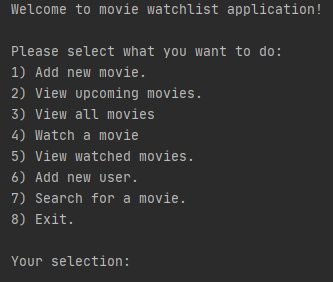 Welcome to movie watchlist application!
Please select what you want to do:
1) Add new movie.
2) View upcoming movies.
3) View all movies
4) Watch a movie
5) View watched movies.
6) Add new user.
7) Search for a movie.
8) Exit.
Your selection: